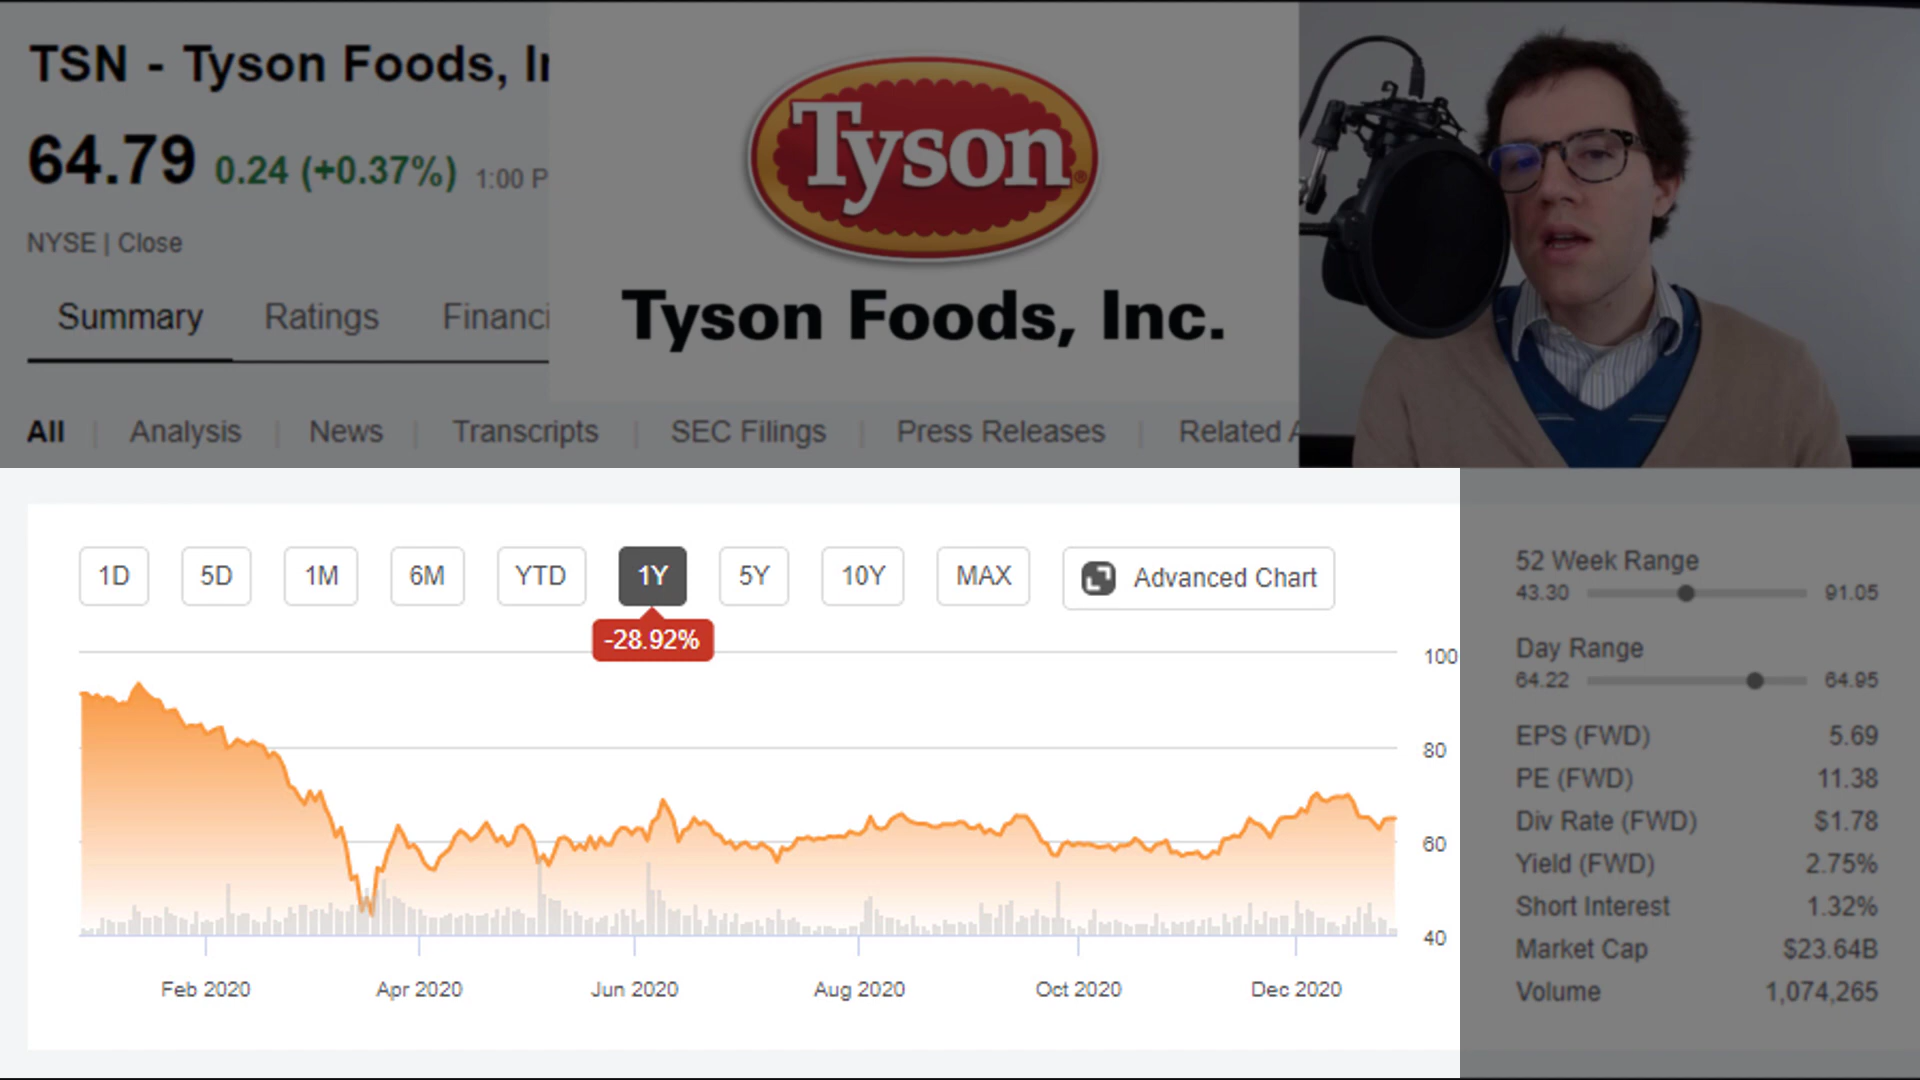 TSN - Tyson Foods, I
64.79 0.24 (+0.37%) 1:00 P
NYSE | Close
Summary Ratings Financi
All | Analysis | News | Transcripts | SEC Filings | Press Releases | Related A
Tyson®
Tyson Foods, Inc.
1D 5D 1M 6M YTD 1Y 5Y 10Y MAX Advanced Chart
-28.92%
100
80
60
40
Feb 2020 Apr 2020 Jun 2020 Aug 2020 Oct 2020 Dec 2020
52 Week Range
43.30 91.05
Day Range
64.22 64.95
EPS (FWD) 5.69
PE (FWD) 11.38
Div Rate (FWD) $1.78
Yield (FWD) 2.75%
Short Interest 1.32%
Market Cap $23.64B
Volume 1,074,265